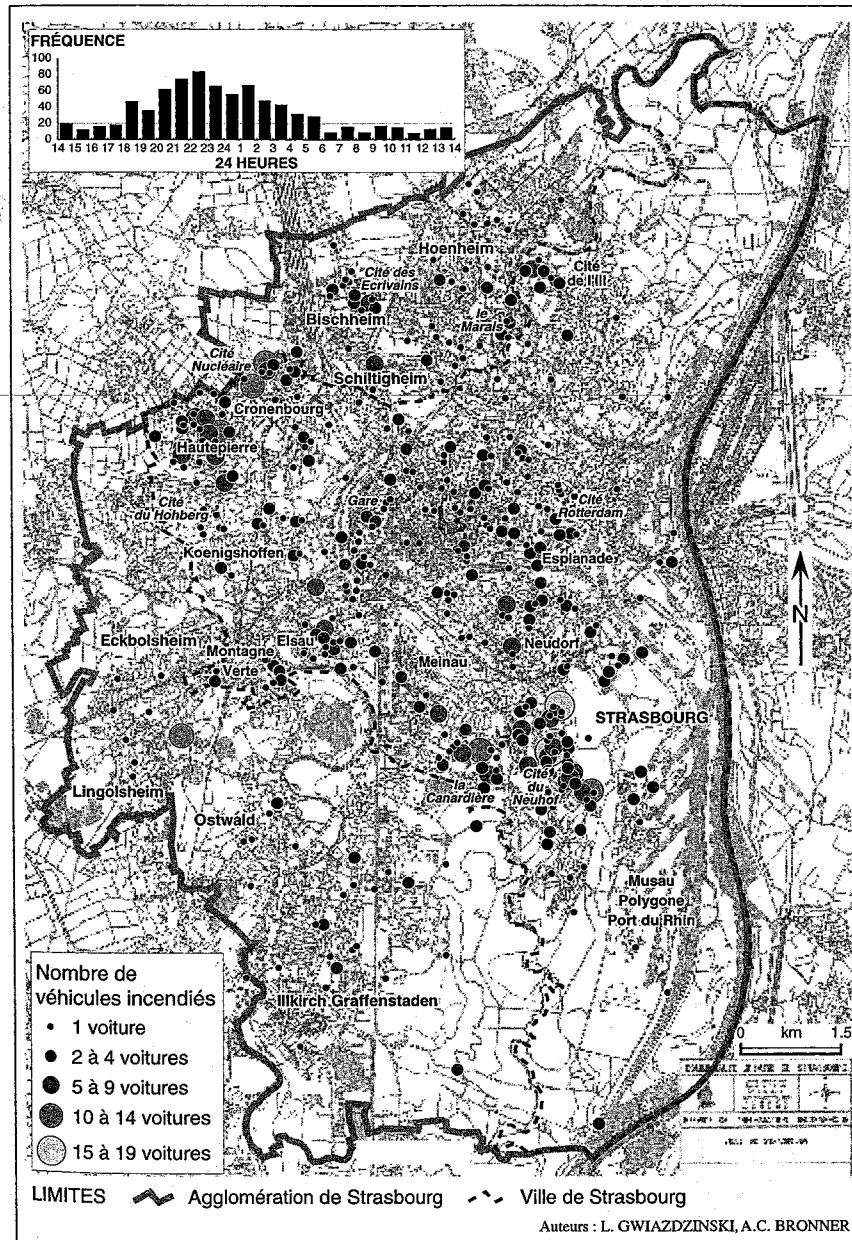 FRÉQUENCE
100
80
60
40
20
0
14 15 16 17 18 19 20 21 22 23 24 1 2 3 4 5 6 7 8 9 10 11 12 13 14
24 HEURES
Hoenheim
Cité des
Ecrivains
Cité
de l'Ill
Bischheim
le
Marais
Cité
Nucléaire
Schiltigheim
Cronenbourg
Hautepierre
Cité
du Hohberg
Gare
Cité
Rotterdam
Koenigshoffen
Esplanade
Eckbolsheim
Montagne
Verte
Elsau
Meinau
Neudorf
STRASBOURG
Lingolsheim
la
Canardière
Cité
du
Neuhof
Ostwald
Musau
Polygone
Port du Rhin
Illkirch Graffenstaden
N
Nombre de
véhicules incendiés
1 voiture
2 à 4 voitures
5 à 9 voitures
10 à 14 voitures
15 à 19 voitures
0 km 1.5
LIMITES Agglomération de Strasbourg Ville de Strasbourg
Auteurs : L. GWIAZDZINSKI, A.C. BRONNER